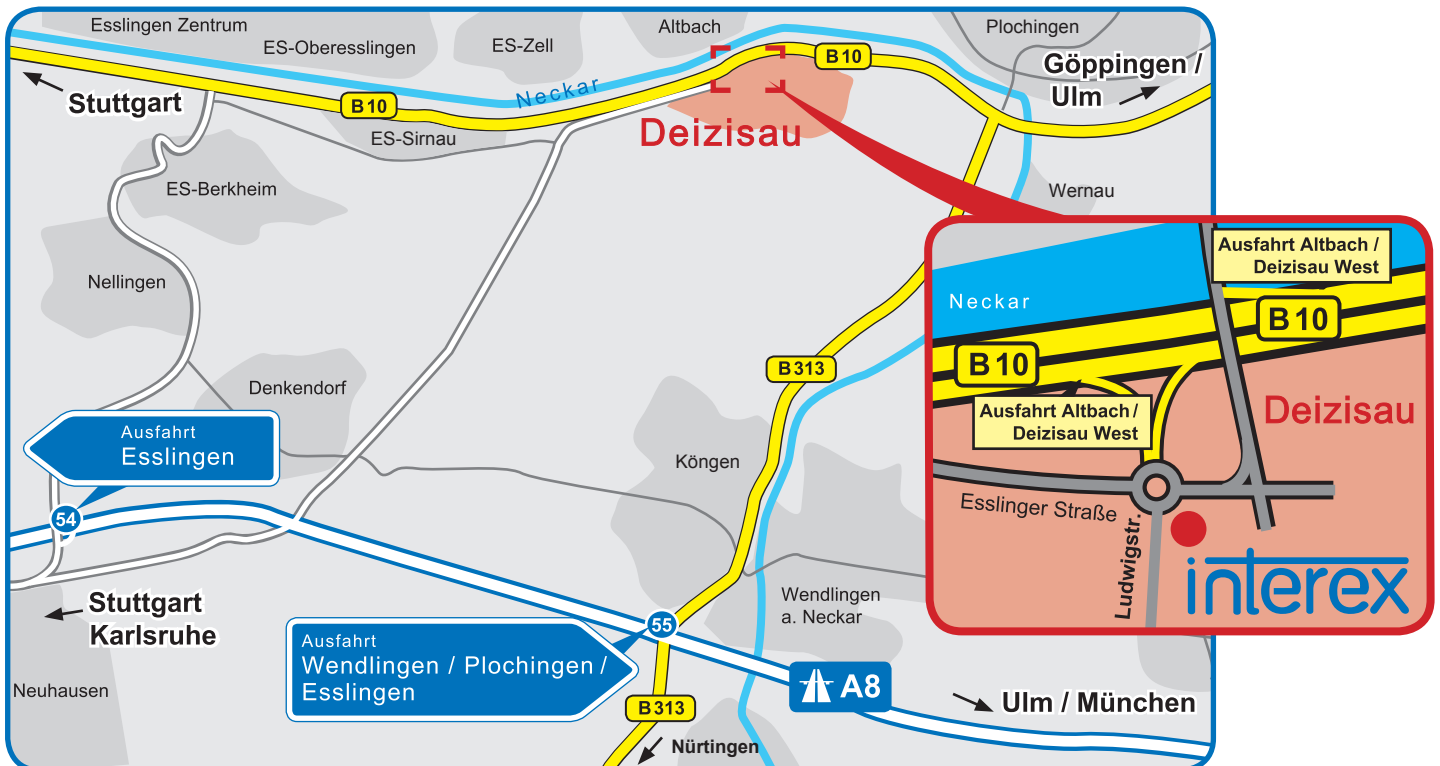 Esslingen Zentrum
ES-Oberesslingen
ES-Zell
Altbach
Plochingen
B 10
Göppingen /
Ulm
Stuttgart
B 10
Neckar
ES-Sirnau
Deizisau
ES-Berkheim
Wernau
Nellingen
Denkendorf
B 313
Köngen
Ausfahrt
Esslingen
54
Stuttgart
Karlsruhe
Neuhausen
Ausfahrt
Wendlingen / Plochingen /
Esslingen
55
Wendlingen
a. Neckar
A8
B 313
Nürtingen
Ulm / München
Ausfahrt Altbach /
Deizisau West
Neckar
B 10
B 10
Ausfahrt Altbach /
Deizisau West
Deizisau
Esslinger Straße
Ludwigstr.
interex